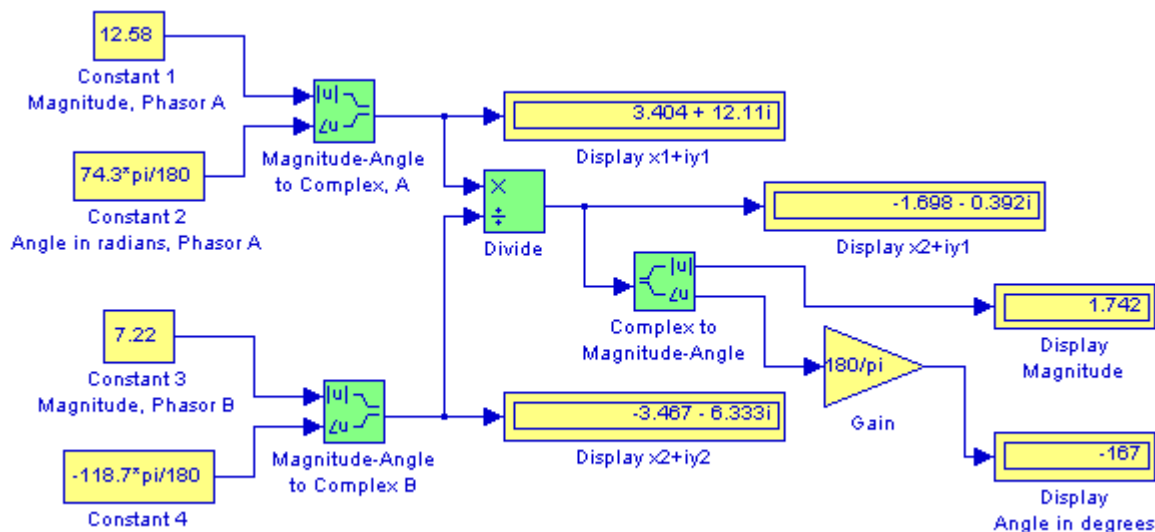 12.58
Constant 1
Magnitude, Phasor A
|u|
∠u
Magnitude-Angle
to Complex, A
74.3*pi/180
Constant 2
Angle in radians, Phasor A
3.404 + 12.11i
Display x1+iy1
×
÷
Divide
-1.698 - 0.392i
Display x2+iy1
|u|
∠u
Complex to
Magnitude-Angle
1.742
Display
Magnitude
7.22
Constant 3
Magnitude, Phasor B
|u|
∠u
Magnitude-Angle
to Complex B
-118.7*pi/180
Constant 4
-3.467 - 6.333i
Display x2+iy2
180/pi
Gain
-167
Display
Angle in degrees